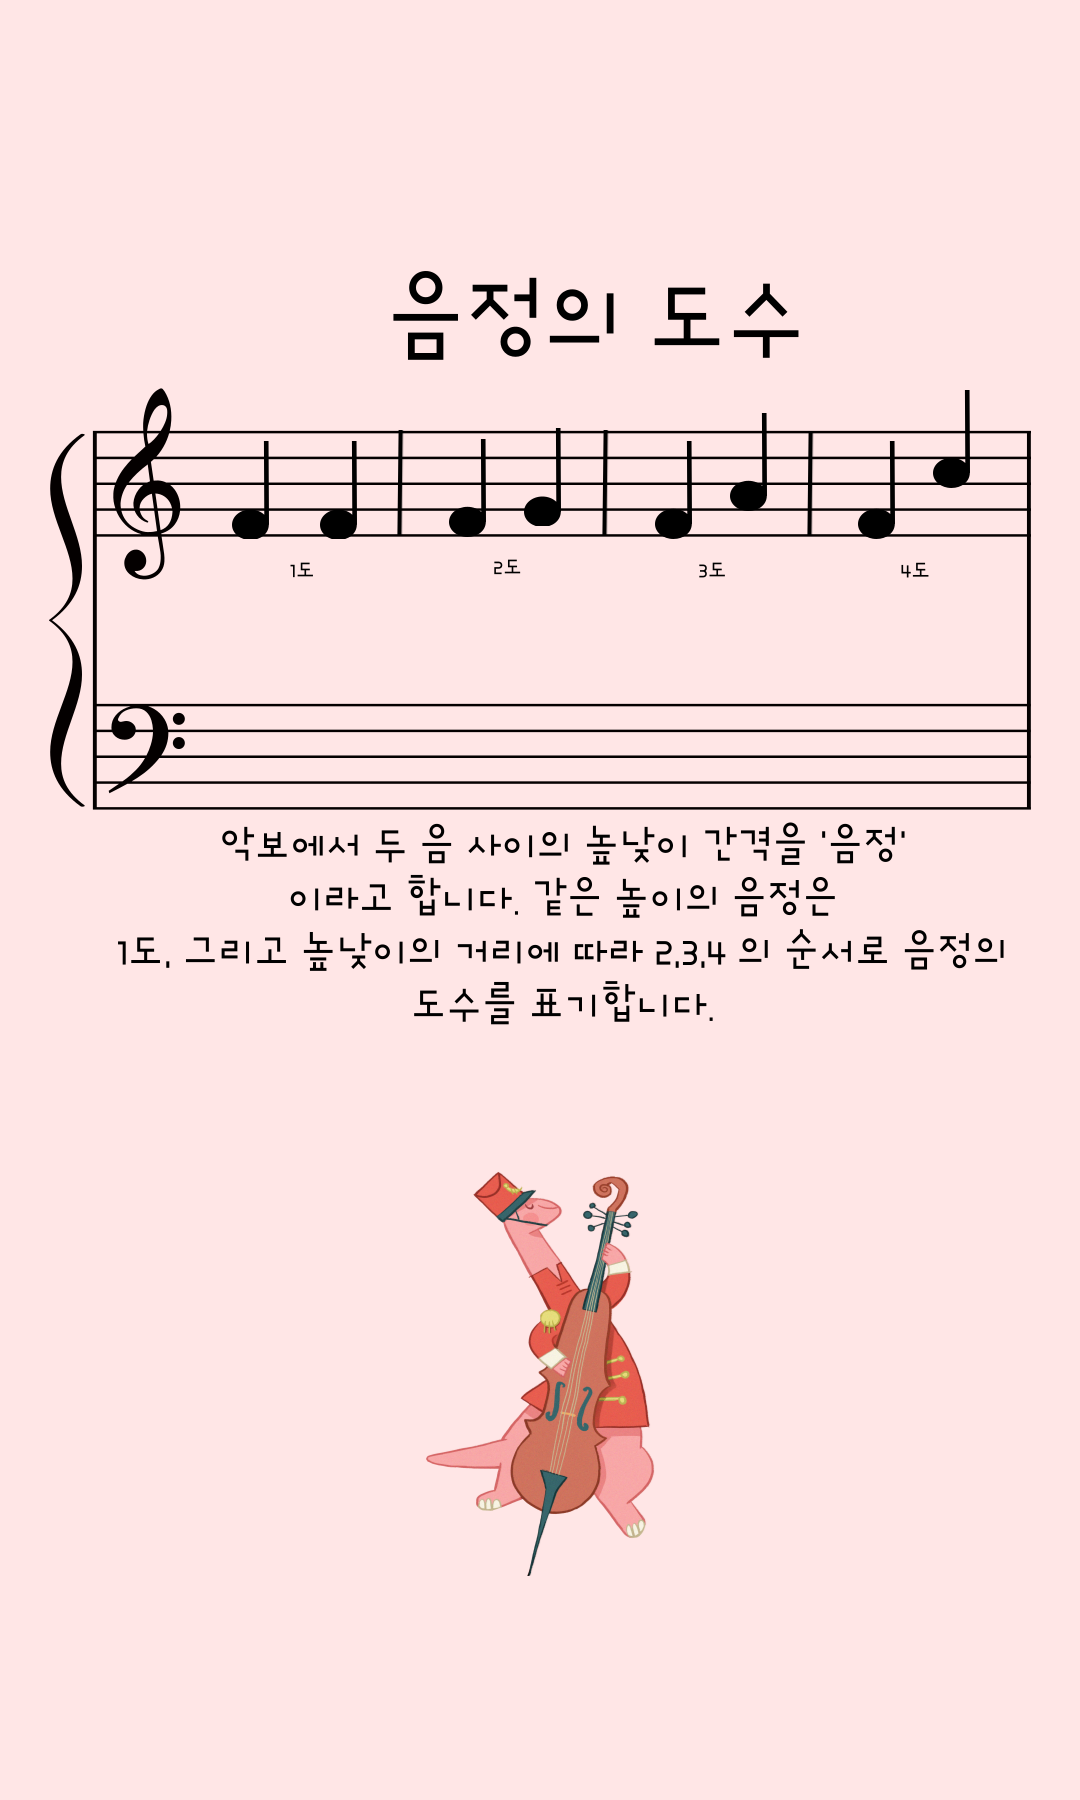 음정의 도수
1도
2도
3도
4도
악보에서 두 음 사이의 높낮이 간격을 '음정'
이라고 합니다. 같은 높이의 음정은
1도, 그리고 높낮이의 거리에 따라 2,3,4 의 순서로 음정의
도수를 표기합니다.